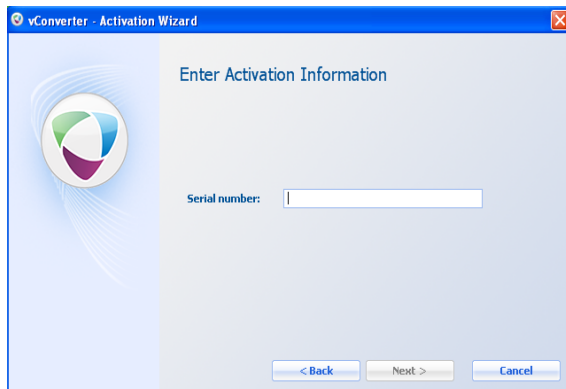 vConverter - Activation Wizard
Enter Activation Information
Serial number:
< Back Next > Cancel